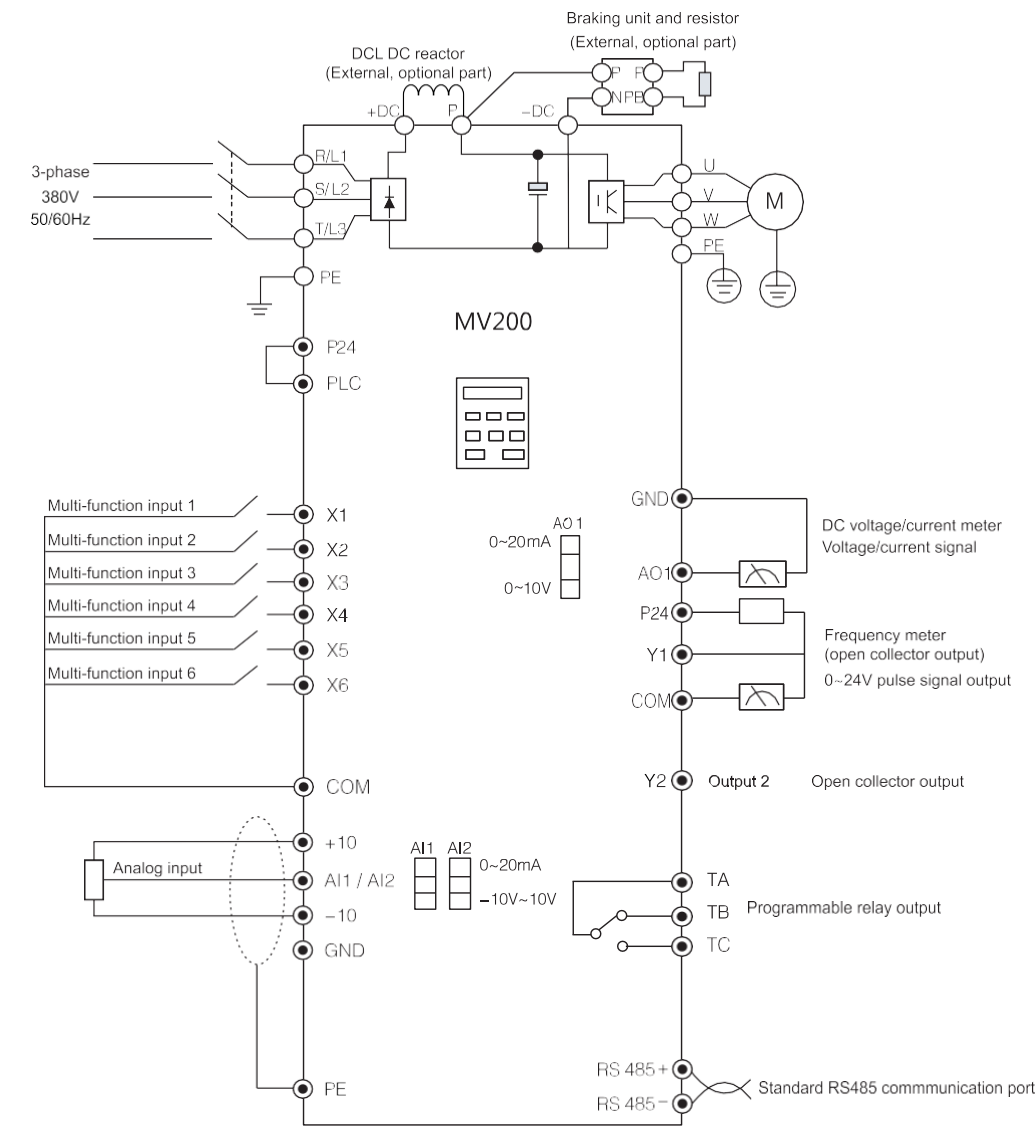 Braking unit and resistor
(External, optional part)
DCL DC reactor
(External, optional part)
P P
N PB
+DC P −DC
R/L1
S/L2
T/L3
PE
3-phase
380V
50/60Hz
U
V
W
PE
M
MV200
P24
PLC
Multi-function input 1
Multi-function input 2
Multi-function input 3
Multi-function input 4
Multi-function input 5
Multi-function input 6
X1
X2
X3
X4
X5
X6
COM
AO1
0~20mA
0~10V
GND
AO1
P24
Y1
COM
DC voltage/current meter
Voltage/current signal
Frequency meter
(open collector output)
0~24V pulse signal output
Y2 Output 2 Open collector output
Analog input
+10
AI1 / AI2
−10
GND
PE
AI1 AI2
0~20mA
−10V~10V
TA
TB
TC
Programmable relay output
RS 485+
RS 485−
Standard RS485 commmunication port